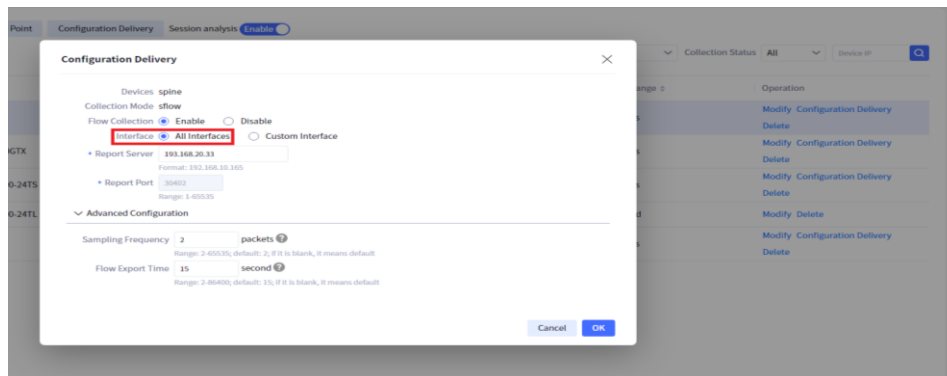 Point Configuration Delivery Session analysis Enable
Collection Status All Device IP
Configuration Delivery
Devices spine
Collection Mode sflow
Flow Collection Enable Disable
Interface All Interfaces Custom Interface
* Report Server 193.168.20.33
Format: 192.168.10.165
* Report Port 30402
Range: 1-65535
Advanced Configuration
Sampling Frequency 2 packets
Range: 2-65535; default: 2; if it is blank, it means default
Flow Export Time 15 second
Range: 2-86400; default: 15; if it is blank, it means default
Cancel OK
Operation
Modify Configuration Delivery
Delete
GTX Modify Configuration Delivery
Delete
0-24TS Modify Configuration Delivery
Delete
0-24TL Modify Delete
Modify Configuration Delivery
Delete